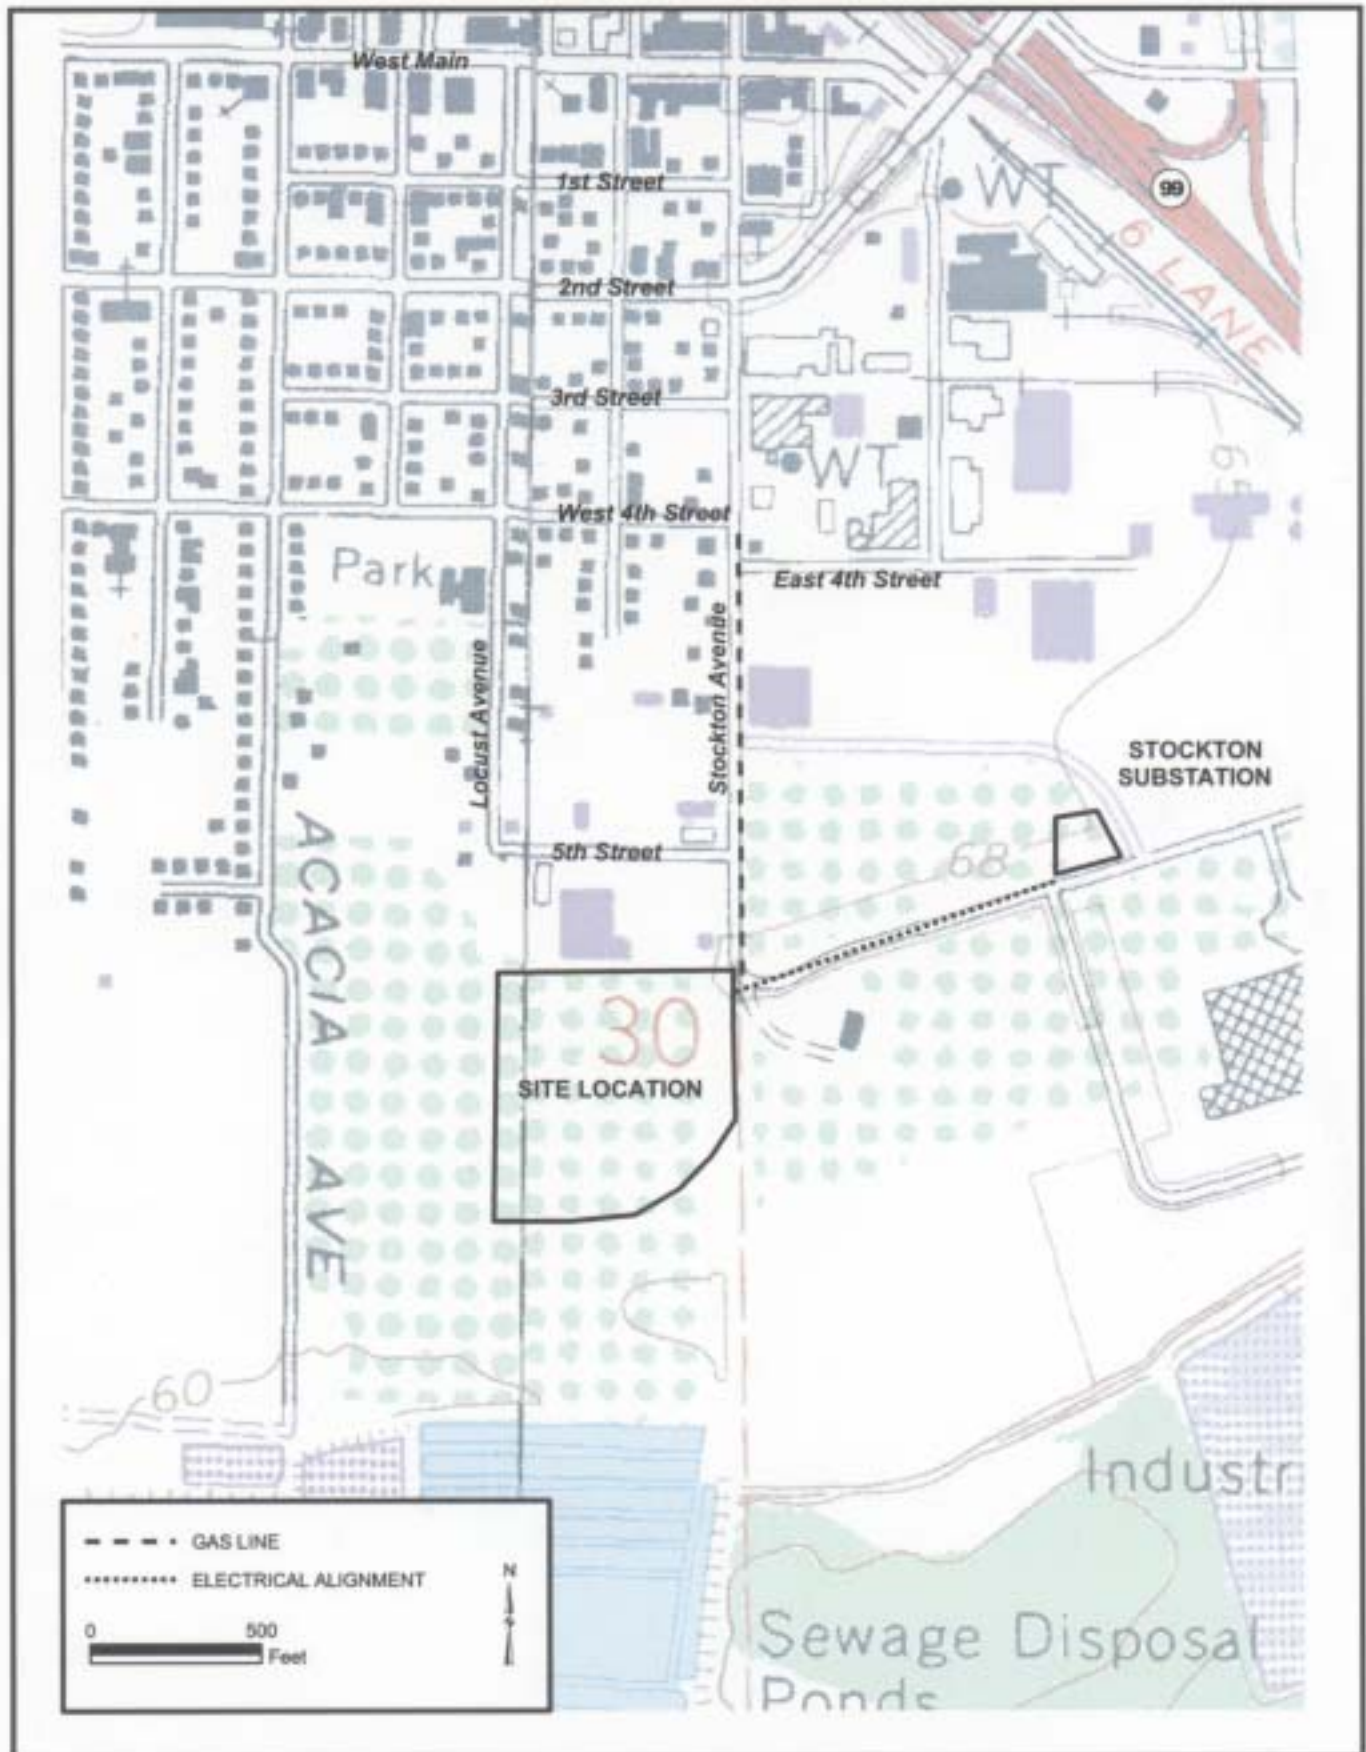 West Main
1st Street
WT
99
6 LANE
2nd Street
3rd Street
WT
65
West 4th Street
Park
East 4th Street
Locust Avenue
Stockton Avenue
STOCKTON
SUBSTATION
5th Street
68
ACACIA AVE
30
SITE LOCATION
60
Industr
GAS LINE
ELECTRICAL ALIGNMENT
N
0 500
Feet
Sewage Disposal
Ponds